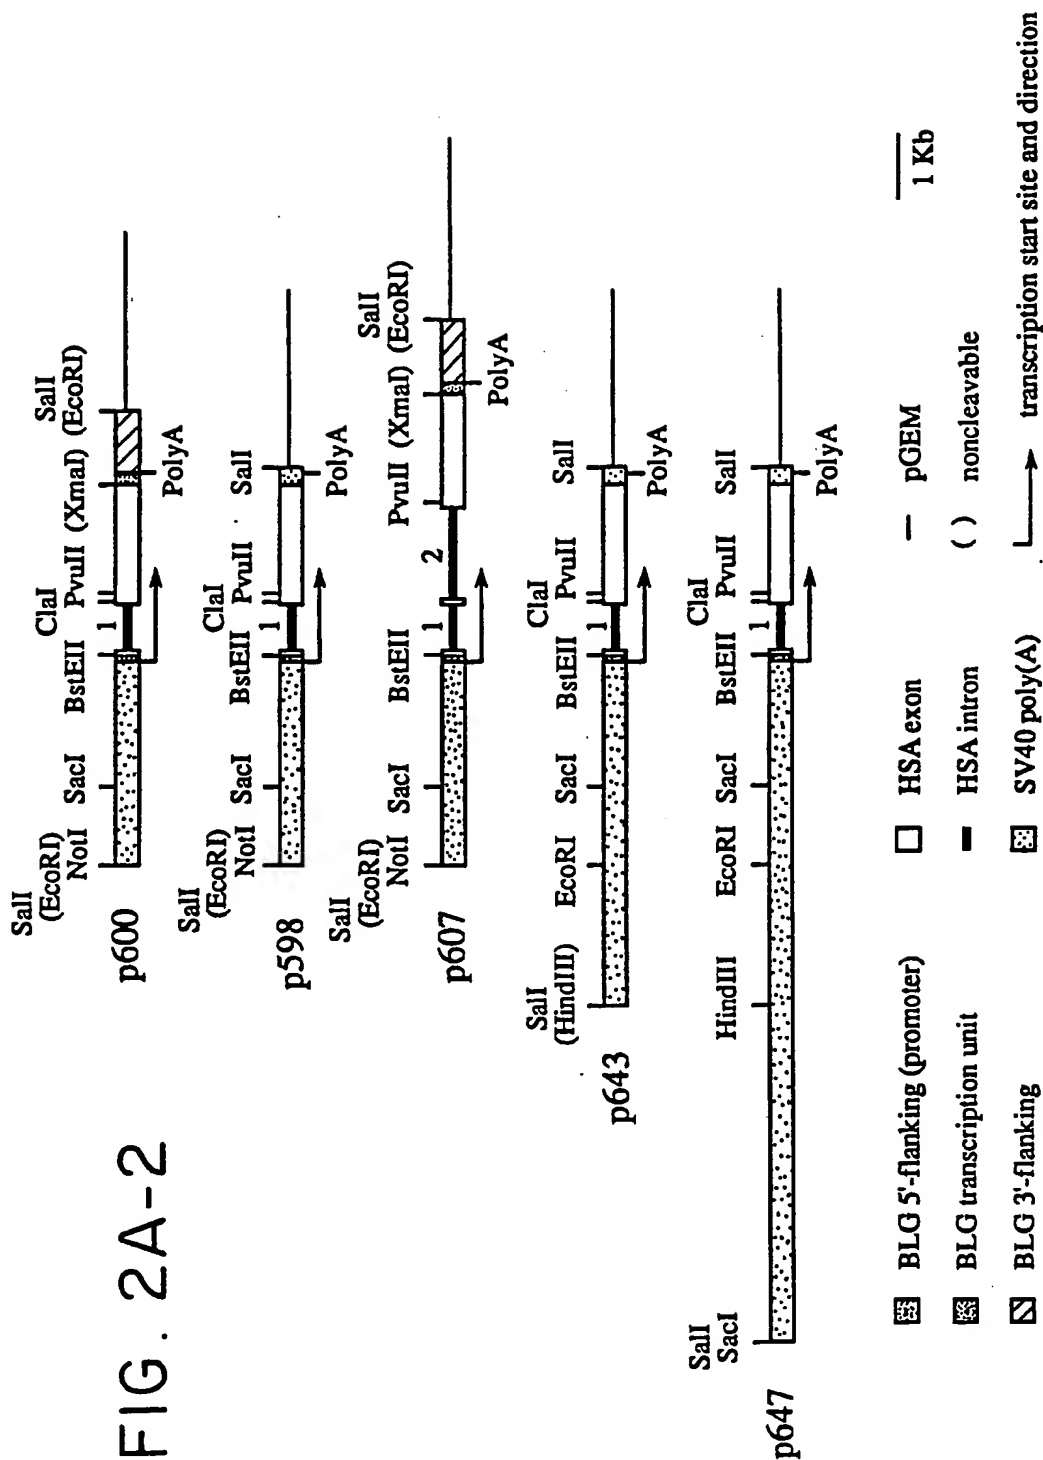 FIG. 2A-2
p600
SalI
(EcoRI)
NotI
SacI
BstEII
1
ClaI
PvuII
(XmaI)
SalI
(EcoRI)
PolyA
p598
SalI
(EcoRI)
NotI
SacI
BstEII
1
ClaI
PvuII
SalI
PolyA
p607
SalI
(EcoRI)
NotI
SacI
BstEII
1
2
PvuII
(XmaI)
SalI
(EcoRI)
PolyA
p643
SalI
(HindIII)
EcoRI
SacI
BstEII
1
ClaI
PvuII
SalI
PolyA
p647
SalI
SacI
HindIII
EcoRI
SacI
BstEII
1
ClaI
PvuII
SalI
PolyA
BLG 5'-flanking (promoter)
HSA exon
pGEM
1 Kb
BLG transcription unit
HSA intron
( ) noncleavable
BLG 3'-flanking
SV40 poly(A)
transcription start site and direction